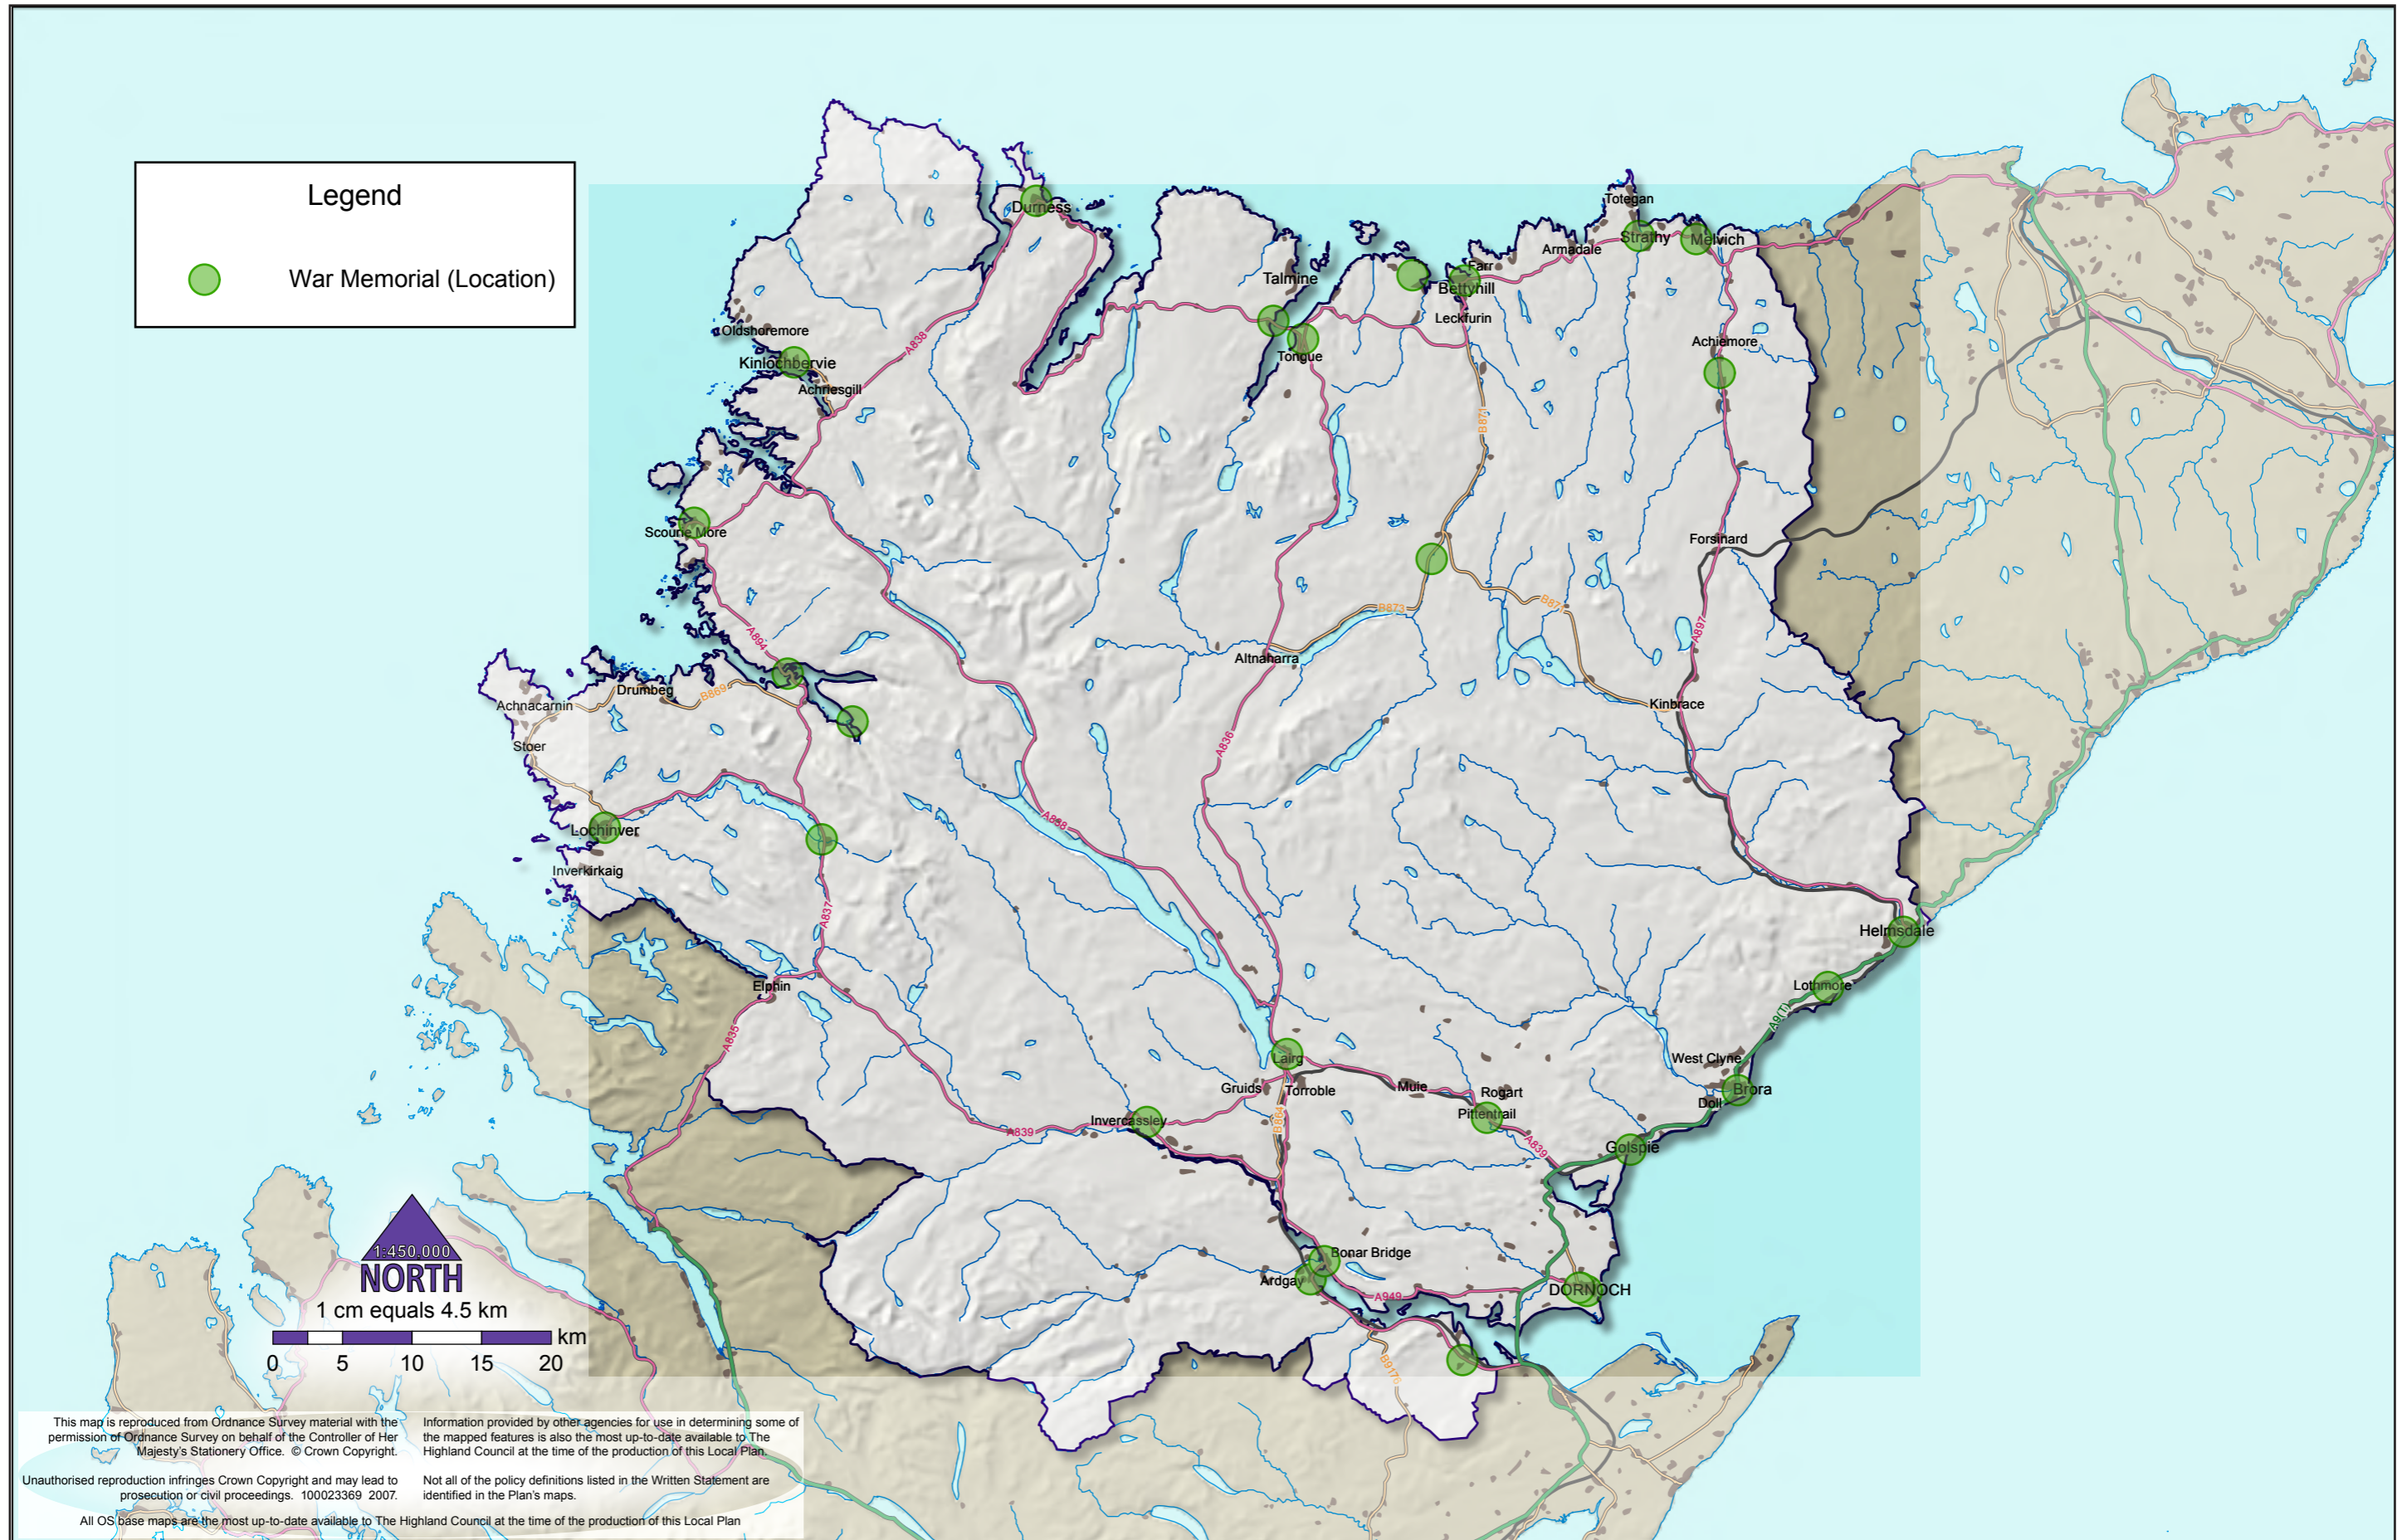 Legend
War Memorial (Location)
Durness
Totegan
Strathy
Melvich
Armadale
Farr
Bettyhill
Leckfurin
Talmine
Tongue
Achiemore
Oldshoremore
Kinlochbervie
Achriesgill
A838
B871
Scourie More
Forsinard
A894
B873
B871
A897
Altnaharra
Drumbeg
B869
Achnacarnin
Kinbrace
Stoer
A836
Lochinver
A838
Inverkirkaig
A837
Helmsdale
Elphin
Lothmore
A9(T)
A835
Lairg
West Clyne
Gruids
Torroble
Muie
Rogart
Brora
Doll
Invercassley
Pittentrail
B864
A839
A839
Golspie
Bonar Bridge
Ardgay
DORNOCH
A949
B9176
1:450,000
NORTH
1 cm equals 4.5 km
km
0 5 10 15 20
This map is reproduced from Ordnance Survey material with the
permission of Ordnance Survey on behalf of the Controller of Her
Majesty's Stationery Office. © Crown Copyright.
Unauthorised reproduction infringes Crown Copyright and may lead to
prosecution or civil proceedings. 100023369 2007.
Information provided by other agencies for use in determining some of
the mapped features is also the most up-to-date available to The
Highland Council at the time of the production of this Local Plan.
Not all of the policy definitions listed in the Written Statement are
identified in the Plan's maps.
All OS base maps are the most up-to-date available to The Highland Council at the time of the production of this Local Plan